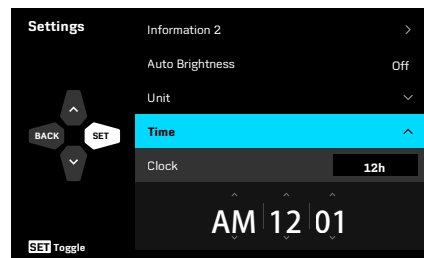 Settings
Information 2
Auto Brightness Off
Unit
BACK SET
Time
Clock 12h
AM 12 01
SET Toggle